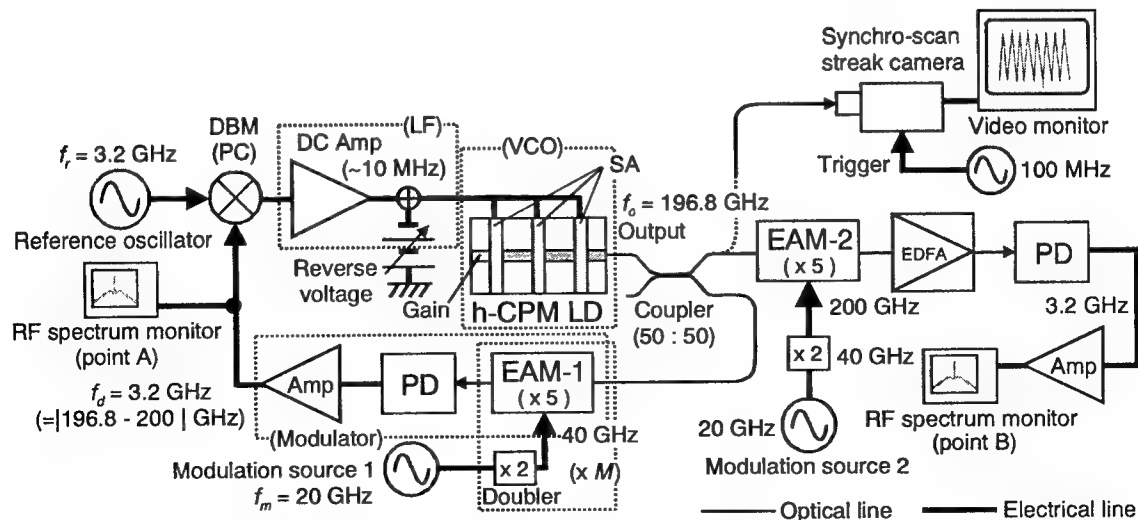 Synchro-scan
streak camera
Video monitor
Trigger
100 MHz
DBM
(PC)
fr = 3.2 GHz
Reference oscillator
DC Amp
(LF)
(~10 MHz)
(VCO)
SA
fo = 196.8 GHz
Output
Reverse
voltage
Gain
h-CPM LD
Coupler
(50 : 50)
EAM-2
(x 5)
EDFA
PD
200 GHz
3.2 GHz
x 2
40 GHz
20 GHz
Modulation source 2
Amp
RF spectrum monitor
(point B)
RF spectrum monitor
(point A)
fd = 3.2 GHz
(=|196.8 - 200 | GHz)
Amp
PD
EAM-1
(x 5)
(Modulator)
40 GHz
(x M)
Modulation source 1
fm = 20 GHz
x 2
Doubler
Optical line
Electrical line